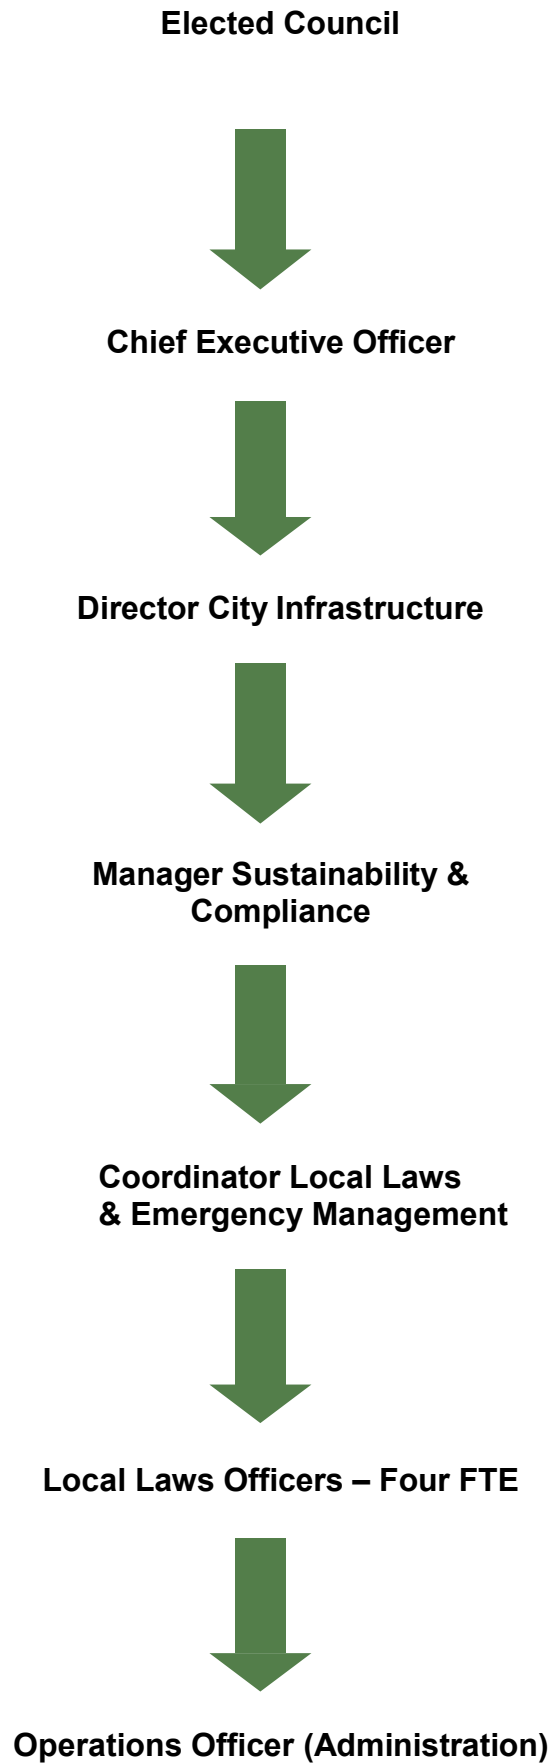 Elected Council
Chief Executive Officer
Director City Infrastructure
Manager Sustainability &
Compliance
Coordinator Local Laws
& Emergency Management
Local Laws Officers – Four FTE
Operations Officer (Administration)